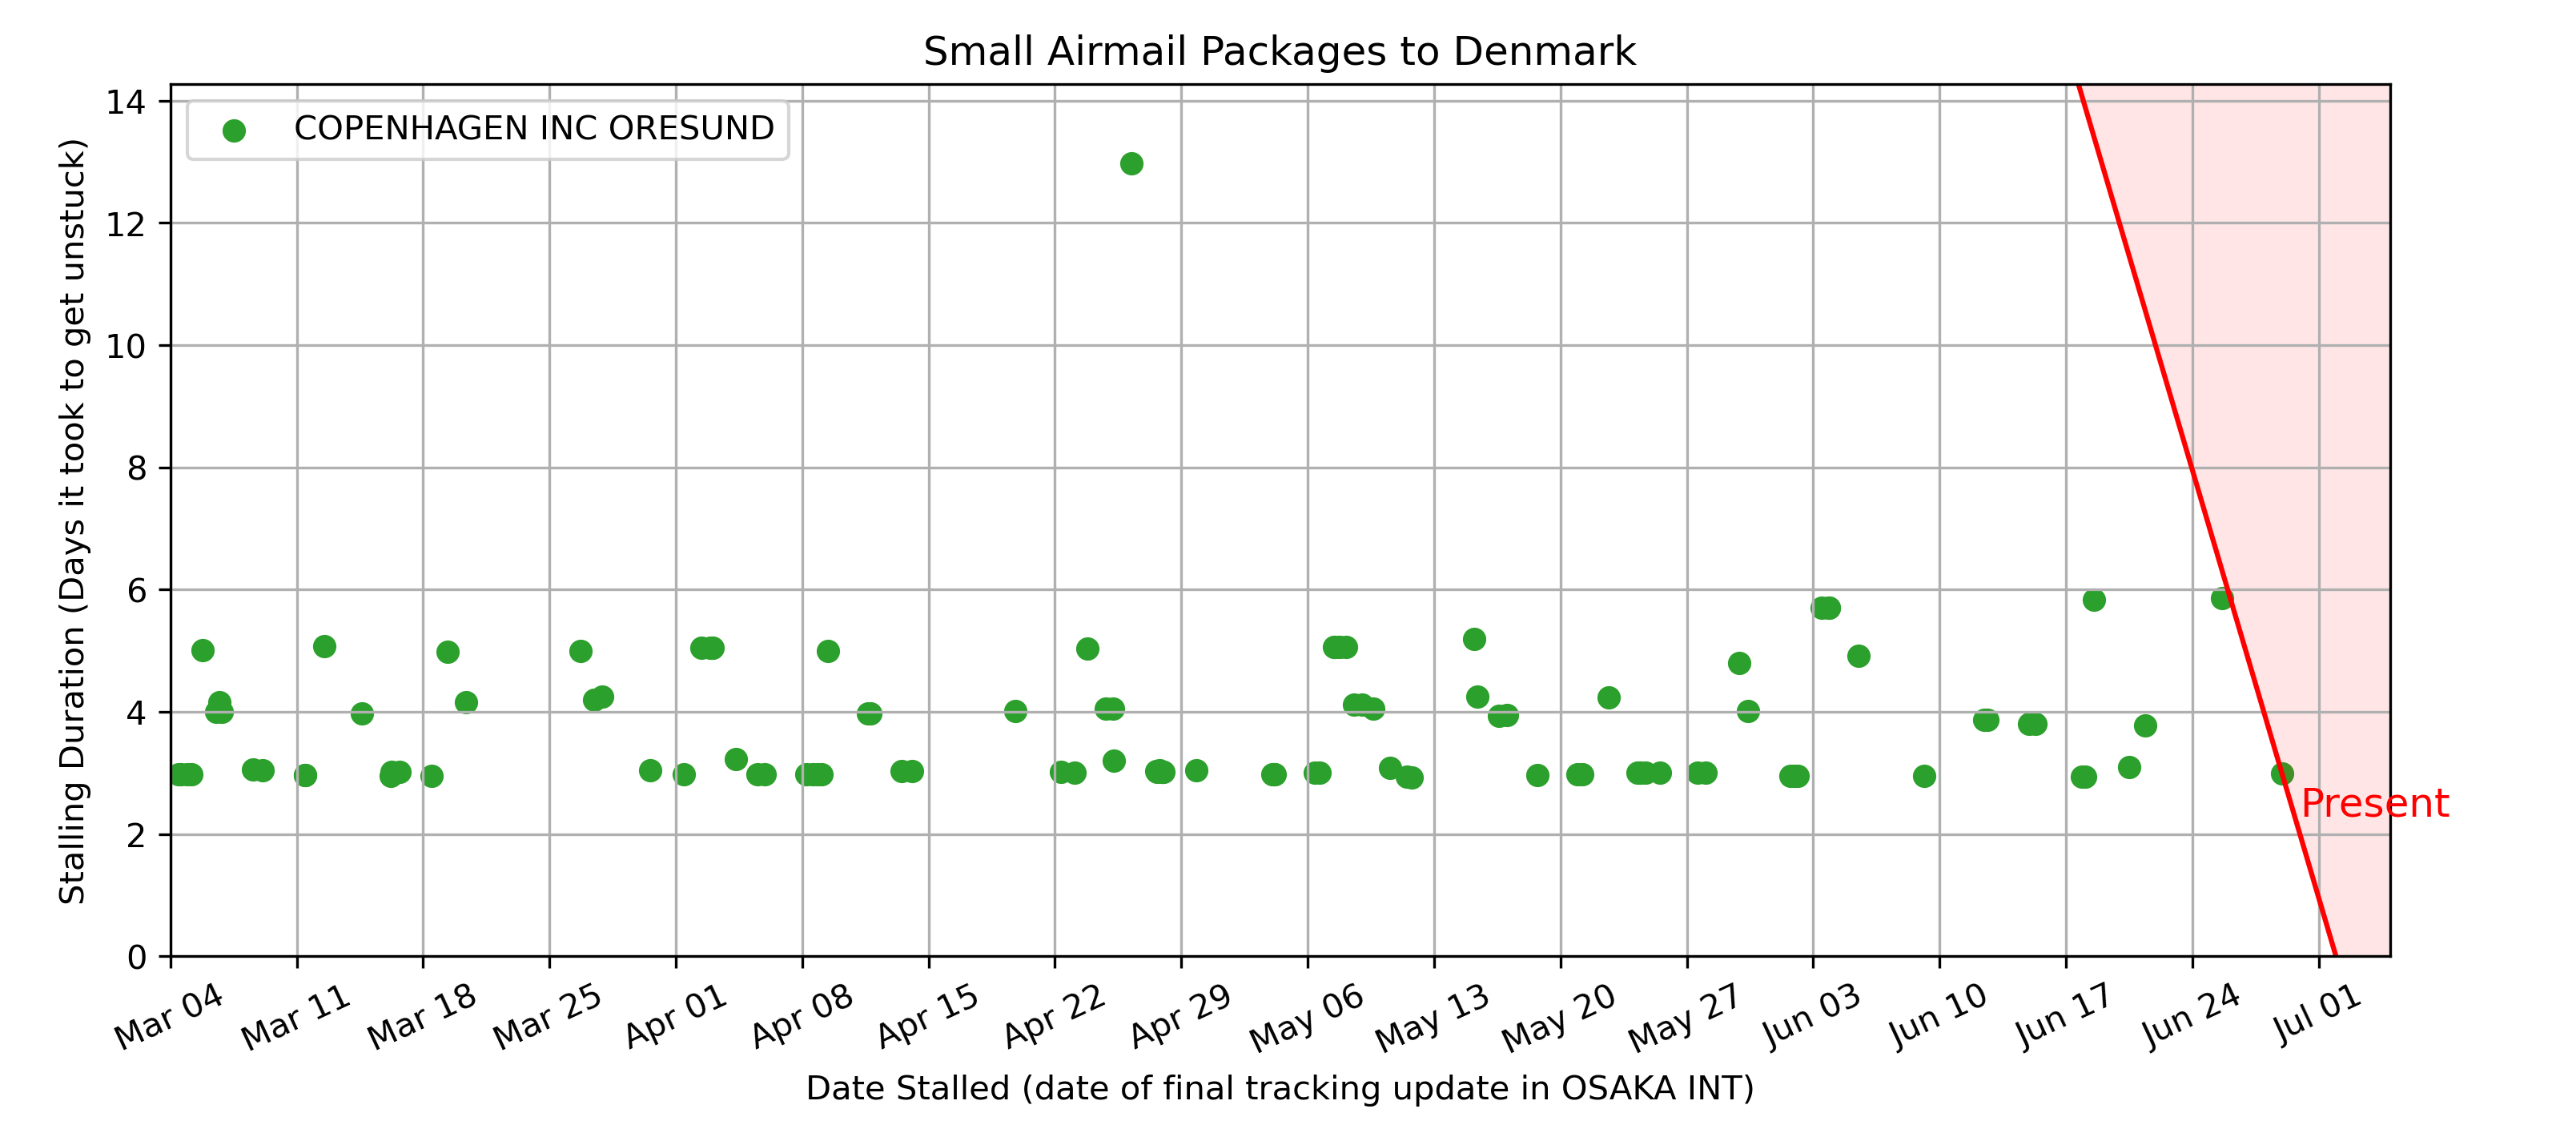 Small Airmail Packages to Denmark
COPENHAGEN INC ORESUND
Stalling Duration (Days it took to get unstuck)
14
12
10
8
6
4
2
0
Present
Mar 04
Mar 11
Mar 18
Mar 25
Apr 01
Apr 08
Apr 15
Apr 22
Apr 29
May 06
May 13
May 20
May 27
Jun 03
Jun 10
Jun 17
Jun 24
Jul 01
Date Stalled (date of final tracking update in OSAKA INT)